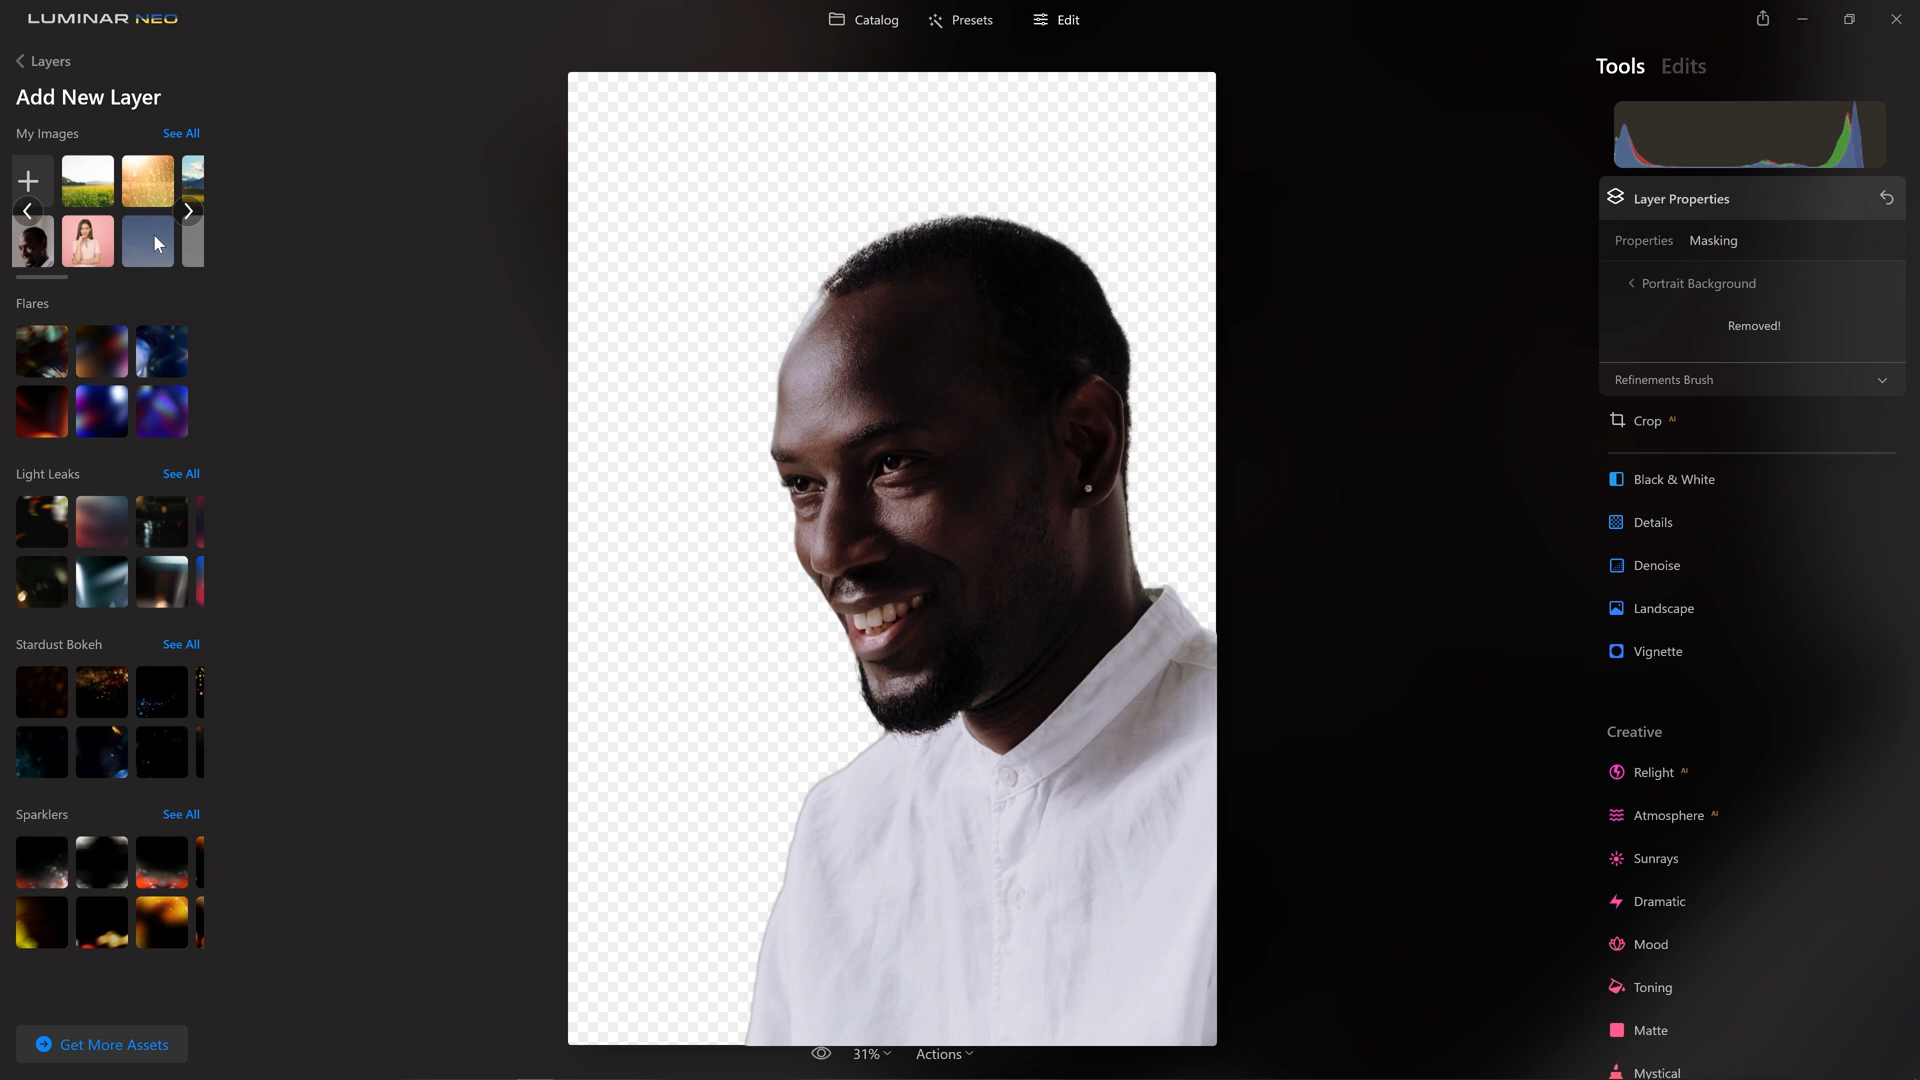 LUMINAR NEO
Catalog
Presets
Edit
Layers
Add New Layer
My Images
See All
Flares
Light Leaks
See All
Stardust Bokeh
See All
Sparklers
See All
Get More Assets
31%
Actions
Tools
Edits
Layer Properties
Properties
Masking
Portrait Background
Removed!
Refinements Brush
Crop AI
Black & White
Details
Denoise
Landscape
Vignette
Creative
Relight AI
Atmosphere AI
Sunrays
Dramatic
Mood
Toning
Matte
Mystical